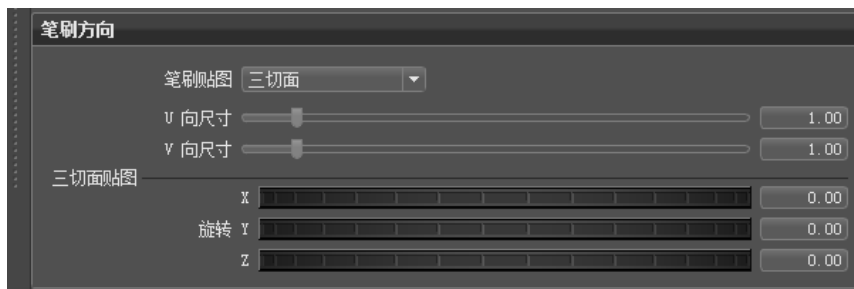 笔刷方向
笔刷贴图 三切面
U 向尺寸 1.00
V 向尺寸 1.00
三切面贴图
X 0.00
旋转 Y 0.00
Z 0.00